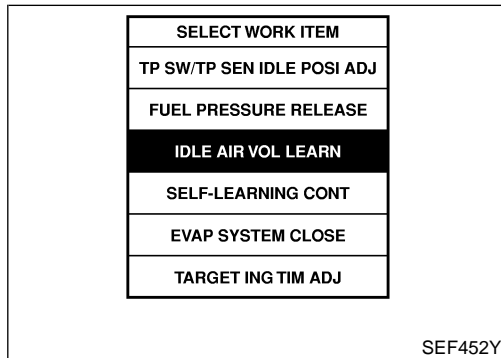 SELECT WORK ITEM
TP SW/TP SEN IDLE POSI ADJ
FUEL PRESSURE RELEASE
IDLE AIR VOL LEARN
SELF-LEARNING CONT
EVAP SYSTEM CLOSE
TARGET ING TIM ADJ
SEF452Y